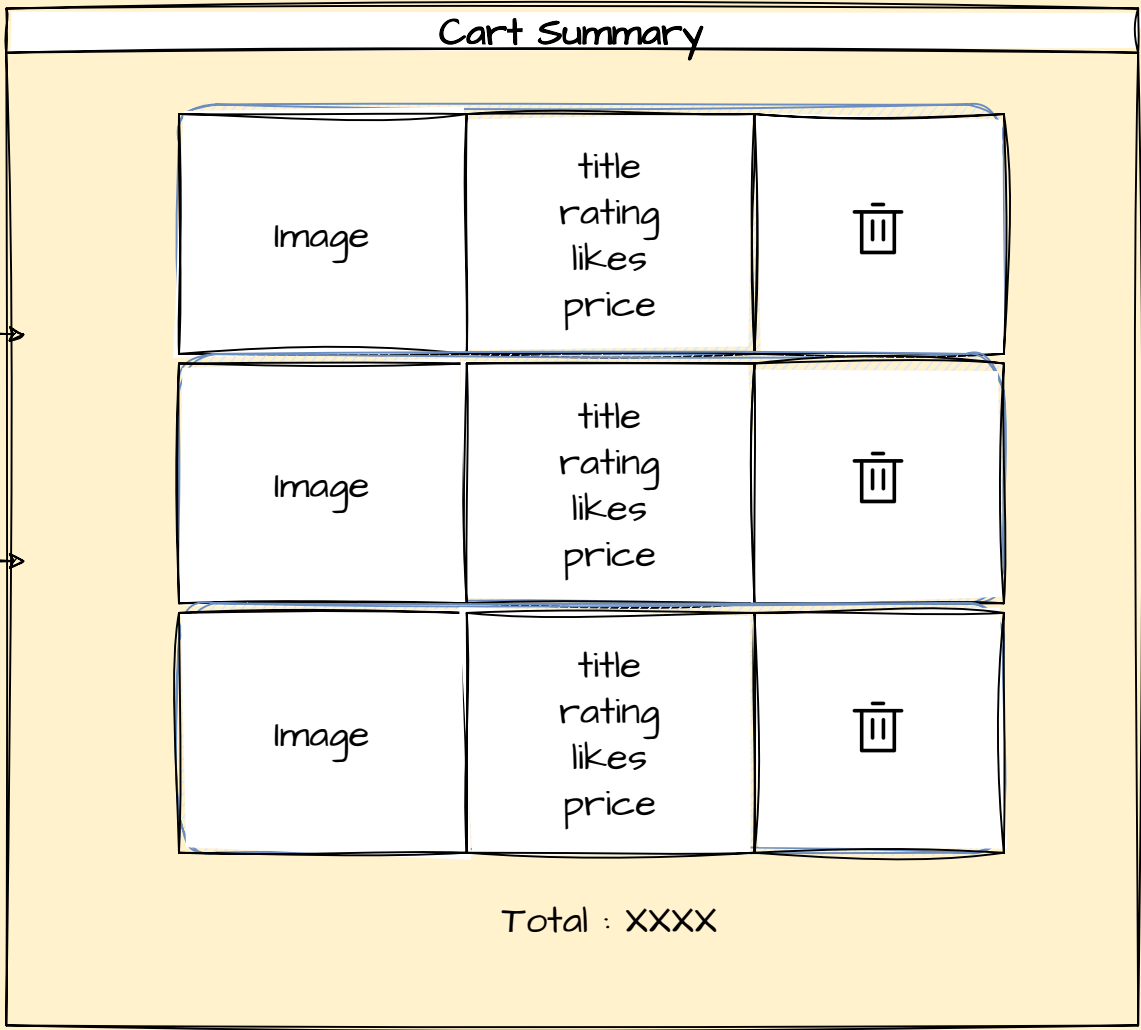 Cart Summary
Image
title
rating
likes
price
Image
title
rating
likes
price
Image
title
rating
likes
price
Total : XXXX